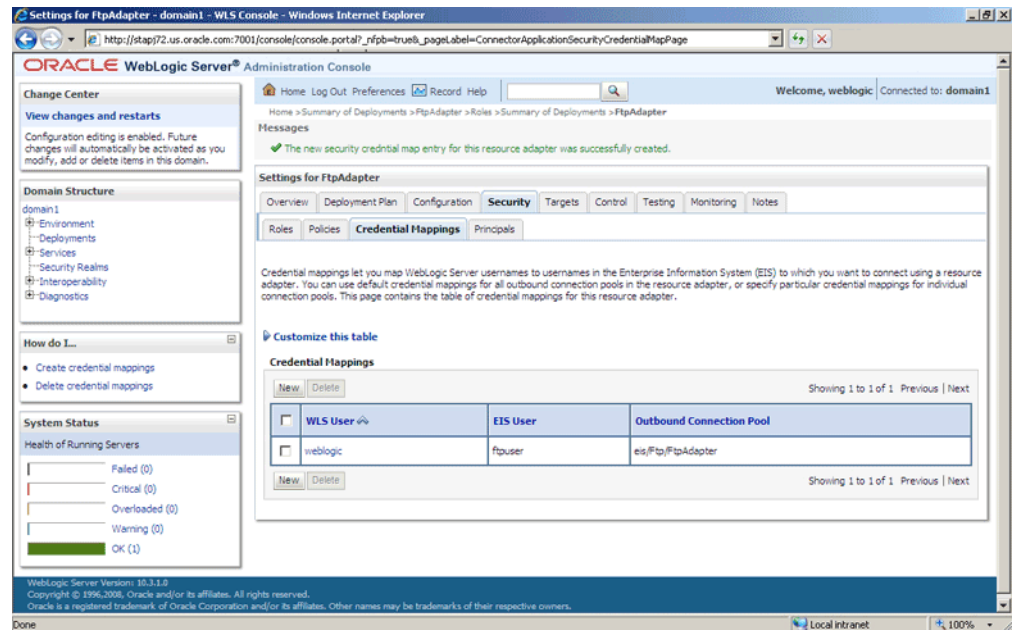 Settings for FtpAdapter - domain1 - WLS Console - Windows Internet Explorer
http://stapj72.us.oracle.com:7001/console/console.portal?_nfpb=true&_pageLabel=ConnectorApplicationSecurityCredentialMapPage
ORACLE WebLogic Server® Administration Console
Change Center
View changes and restarts
Configuration editing is enabled. Future
changes will automatically be activated as you
modify, add or delete items in this domain.
Domain Structure
domain1
Environment
Deployments
Services
Security Realms
Interoperability
Diagnostics
How do I...
Create credential mappings
Delete credential mappings
System Status
Health of Running Servers
Failed (0)
Critical (0)
Overloaded (0)
Warning (0)
OK (1)
Home Log Out Preferences Record Help
Welcome, weblogic Connected to: domain1
Home >Summary of Deployments >FtpAdapter >Roles >Summary of Deployments >FtpAdapter
Messages
The new security credntial map entry for this resource adapter was successfully created.
Settings for FtpAdapter
Overview Deployment Plan Configuration Security Targets Control Testing Monitoring Notes
Roles Policies Credential Mappings Principals
Credential mappings let you map WebLogic Server usernames to usernames in the Enterprise Information System (EIS) to which you want to connect using a resource
adapter. You can use default credential mappings for all outbound connection pools in the resource adapter, or specify particular credential mappings for individual
connection pools. This page contains the table of credential mappings for this resource adapter.
Customize this table
Credential Mappings
New Delete Showing 1 to 1 of 1 Previous | Next
WLS User EIS User Outbound Connection Pool
weblogic ftpuser eis/Ftp/FtpAdapter
New Delete Showing 1 to 1 of 1 Previous | Next
WebLogic Server Version: 10.3.1.0
Copyright © 1996,2008, Oracle and/or its affiliates. All rights reserved.
Oracle is a registered trademark of Oracle Corporation and/or its affiliates. Other names may be trademarks of their respective owners.
Done Local intranet 100%